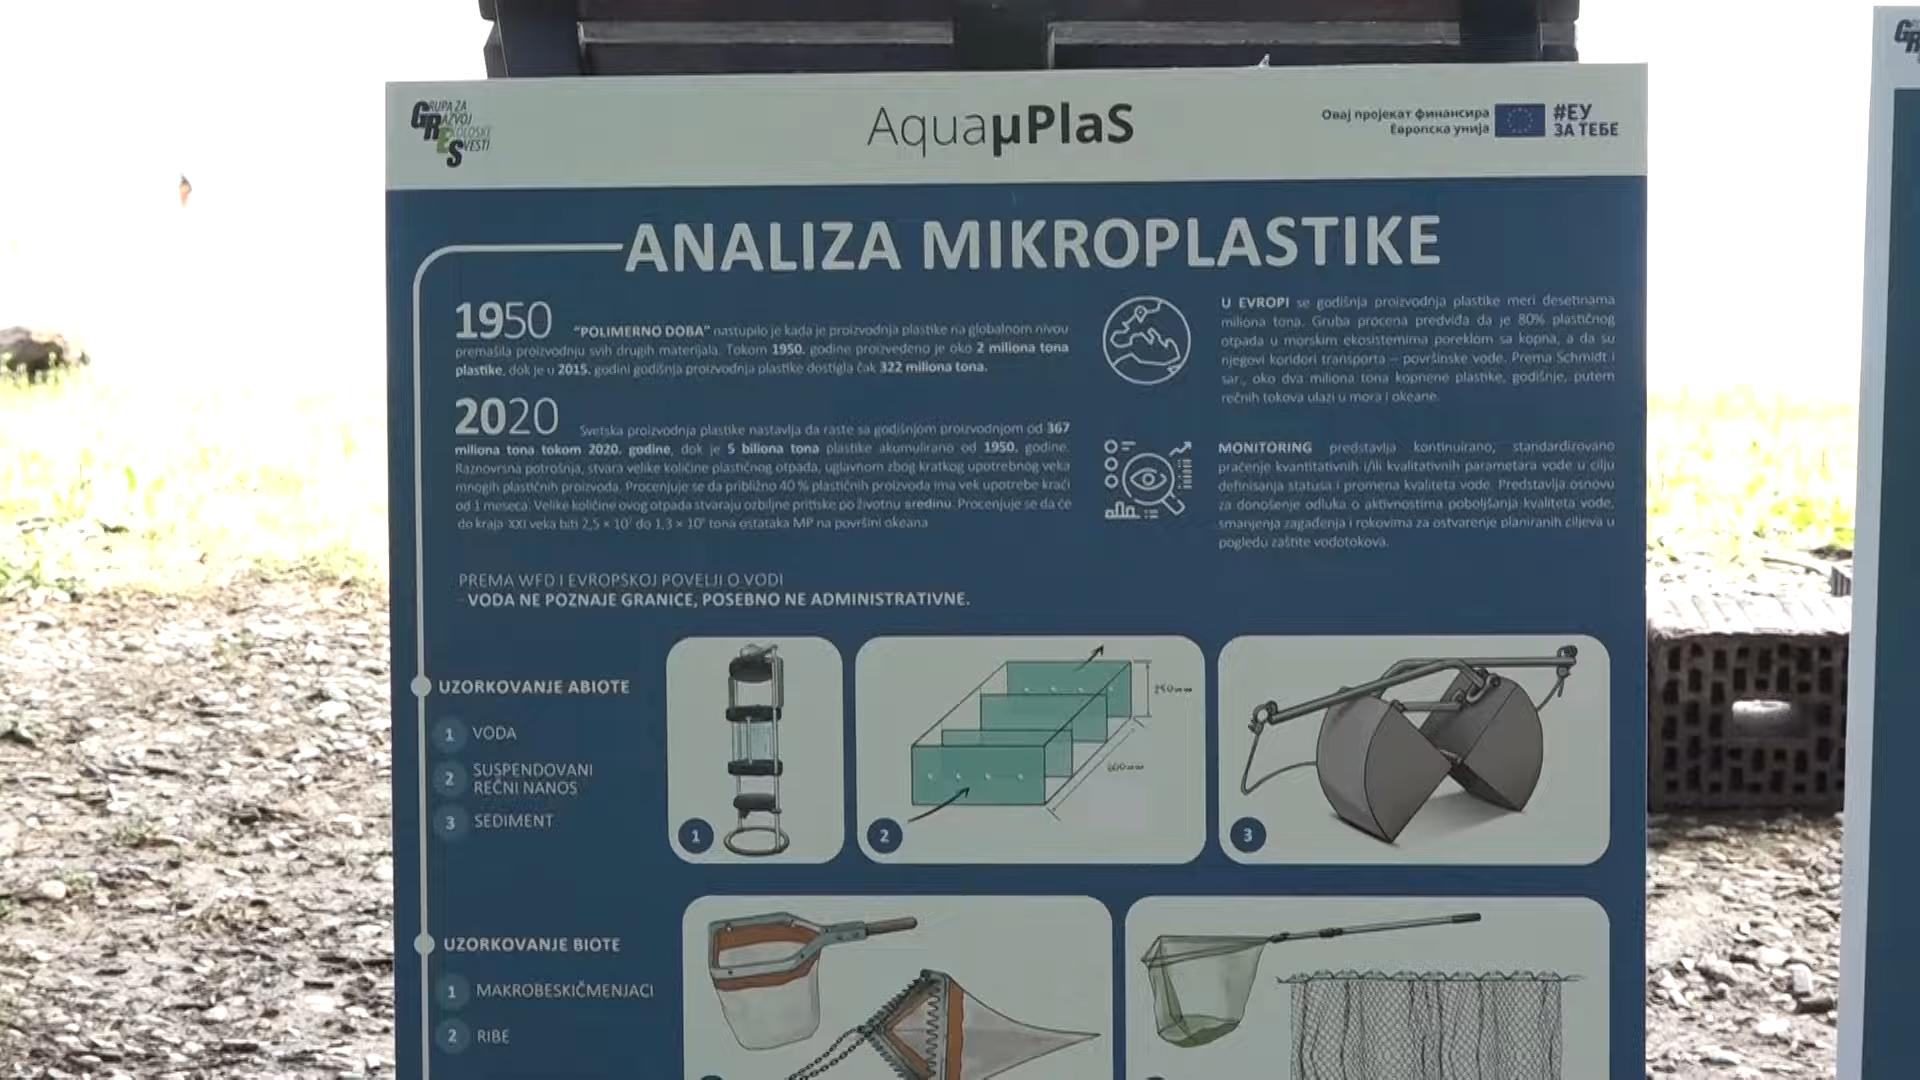 GRUPA ZA
RAZVOJ
EKOLOŠKE
SVESTI
AquaμPlaS
Овај пројекат финансира
Европска унија
#ЕУ
ЗА ТЕБЕ
ANALIZA MIKROPLASTIKE
1950 "POLIMERNO DOBA" nastupilo je kada je proizvodnja plastike na globalnom nivou
premašila proizvodnju svih drugih materijala. Tokom 1950. godine proizvedeno je oko 2 miliona tona
plastike, dok je u 2015. godini godišnja proizvodnja plastike dostigla čak 322 miliona tona.
2020 Svetska proizvodnja plastike nastavlja da raste sa godišnjom proizvodnjom od 367
miliona tona tokom 2020. godine, dok je 5 biliona tona plastike akumulirano od 1950. godine.
Raznovrsna potrošnja, stvara velike količine plastičnog otpada, uglavnom zbog kratkog upotrebnog veka
mnogih plastičnih proizvoda. Procenjuje se da približno 40 % plastičnih proizvoda ima vek upotrebe kraći
od 1 meseca. Velike količine ovog otpada stvaraju ozbiljne pritiske po životnu sredinu. Procenjuje se da će
do kraja XXI veka biti 2,5 × do 1,3 × tona ostataka MP na površini okeana
U EVROPI se godišnja proizvodnja plastike meri desetinama
miliona tona. Gruba procena predviđa da je 80% plastičnog
otpada u morskim ekosistemima poreklom sa kopna, a da su
njegovi koridori transporta – površinske vode. Prema Schmidt i
sar., oko dva miliona tona kopnene plastike, godišnje, putem
rečnih tokova ulazi u mora i okeane.
MONITORING predstavlja kontinuirano, standardizovano
praćenje kvantitativnih i/ili kvalitativnih parametara vode u cilju
definisanja statusa i promena kvaliteta vode. Predstavlja osnovu
za donošenje odluka o aktivnostima poboljšanja kvaliteta vode,
smanjenja zagađenja i rokovima za ostvarenje planiranih ciljeva u
pogledu zaštite vodotokova.
PREMA WFD I EVROPSKOJ POVELJI O VODI
- VODA NE POZNAJE GRANICE, POSEBNO NE ADMINISTRATIVNE.
UZORKOVANJE ABIOTE
1 VODA
2 SUSPENDOVANI
REČNI NANOS
3 SEDIMENT
1
2
250mm
400mm
3
UZORKOVANJE BIOTE
1 MAKROBESKIČMENJACI
2 RIBE